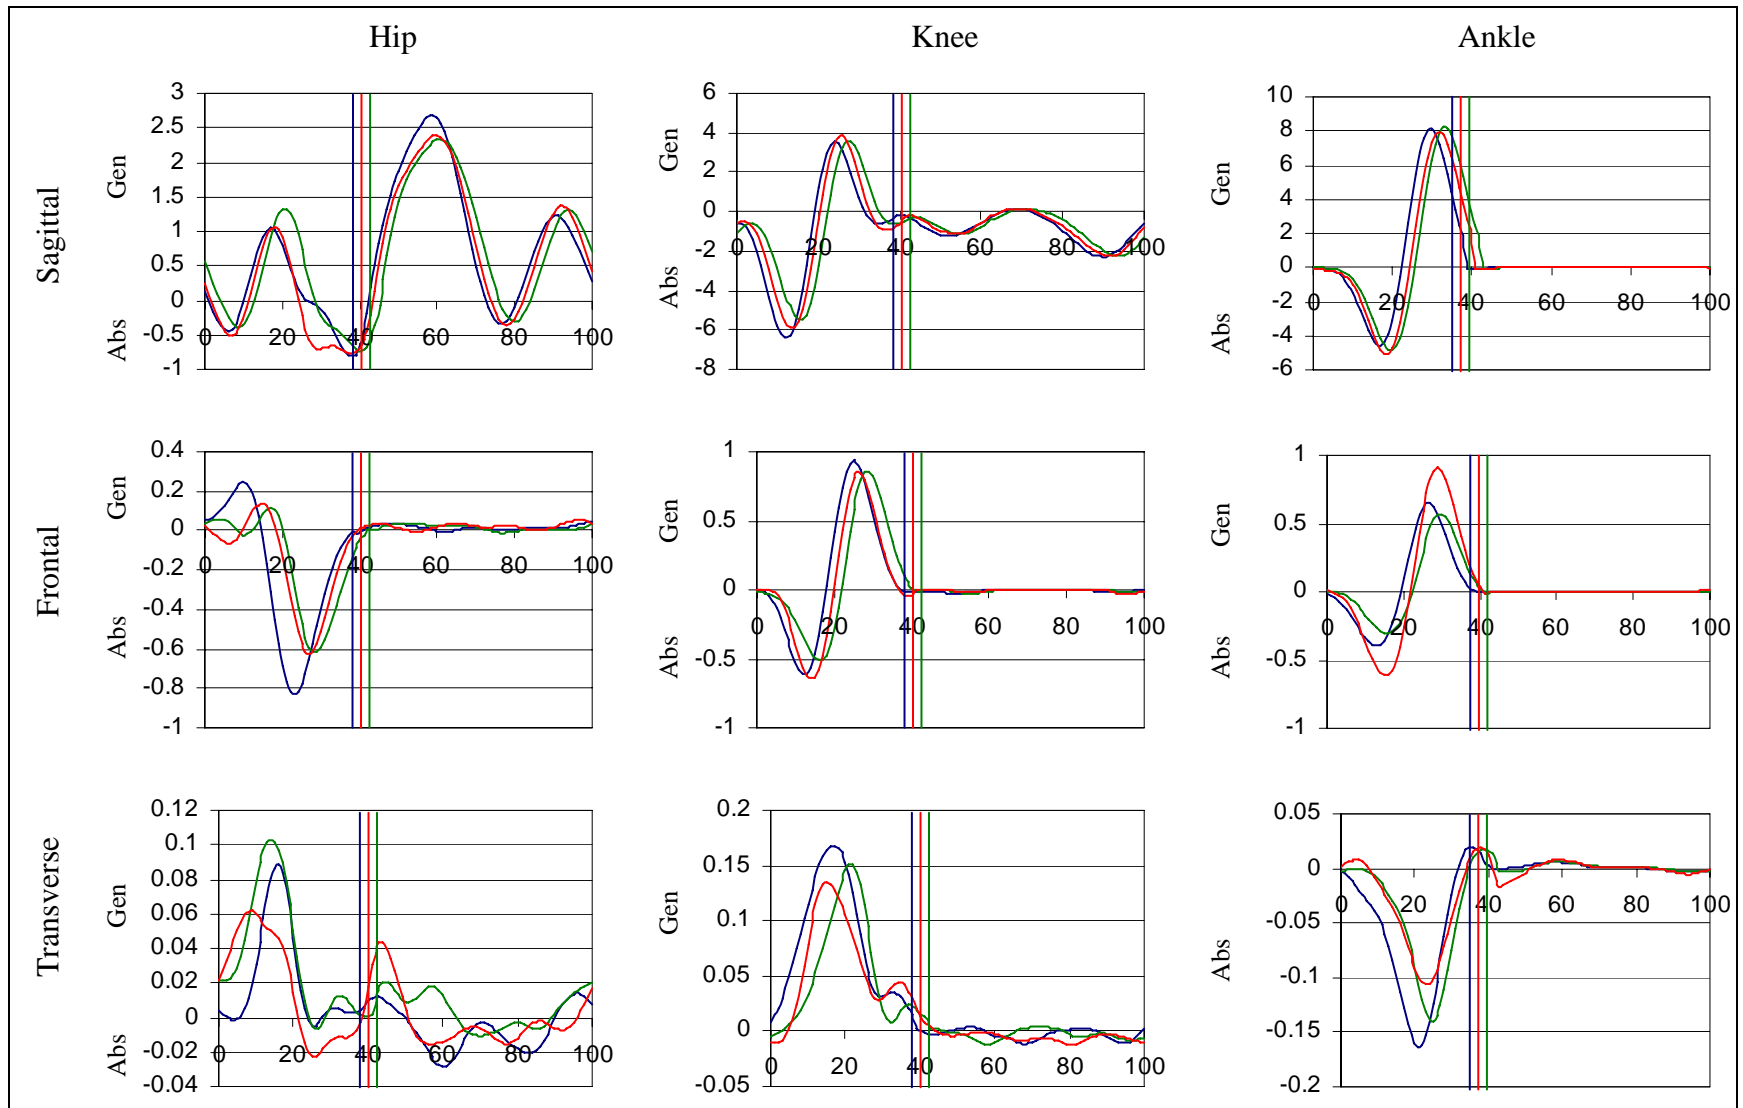 Hip Knee Ankle
Sagittal
Gen
Abs
3
2.5
2
1.5
1
0.5
0
-0.5
-1
0 20 40 60 80 100
Gen
Abs
6
4
2
0
-2
-4
-6
-8
0 20 40 60 80 100
Gen
Abs
10
8
6
4
2
0
-2
-4
-6
0 20 40 60 80 100
Frontal
Gen
Abs
0.4
0.2
0
-0.2
-0.4
-0.6
-0.8
-1
0 20 40 60 80 100
Gen
Abs
1
0.5
0
-0.5
-1
0 20 40 60 80 100
Gen
Abs
1
0.5
0
-0.5
-1
0 20 40 60 80 100
Transverse
Gen
Abs
0.12
0.1
0.08
0.06
0.04
0.02
0
-0.02
-0.04
0 20 40 60 80 100
Gen
0.2
0.15
0.1
0.05
0
-0.05
0 20 40 60 80 100
Abs
0.05
0
-0.05
-0.1
-0.15
-0.2
0 20 40 60 80 100